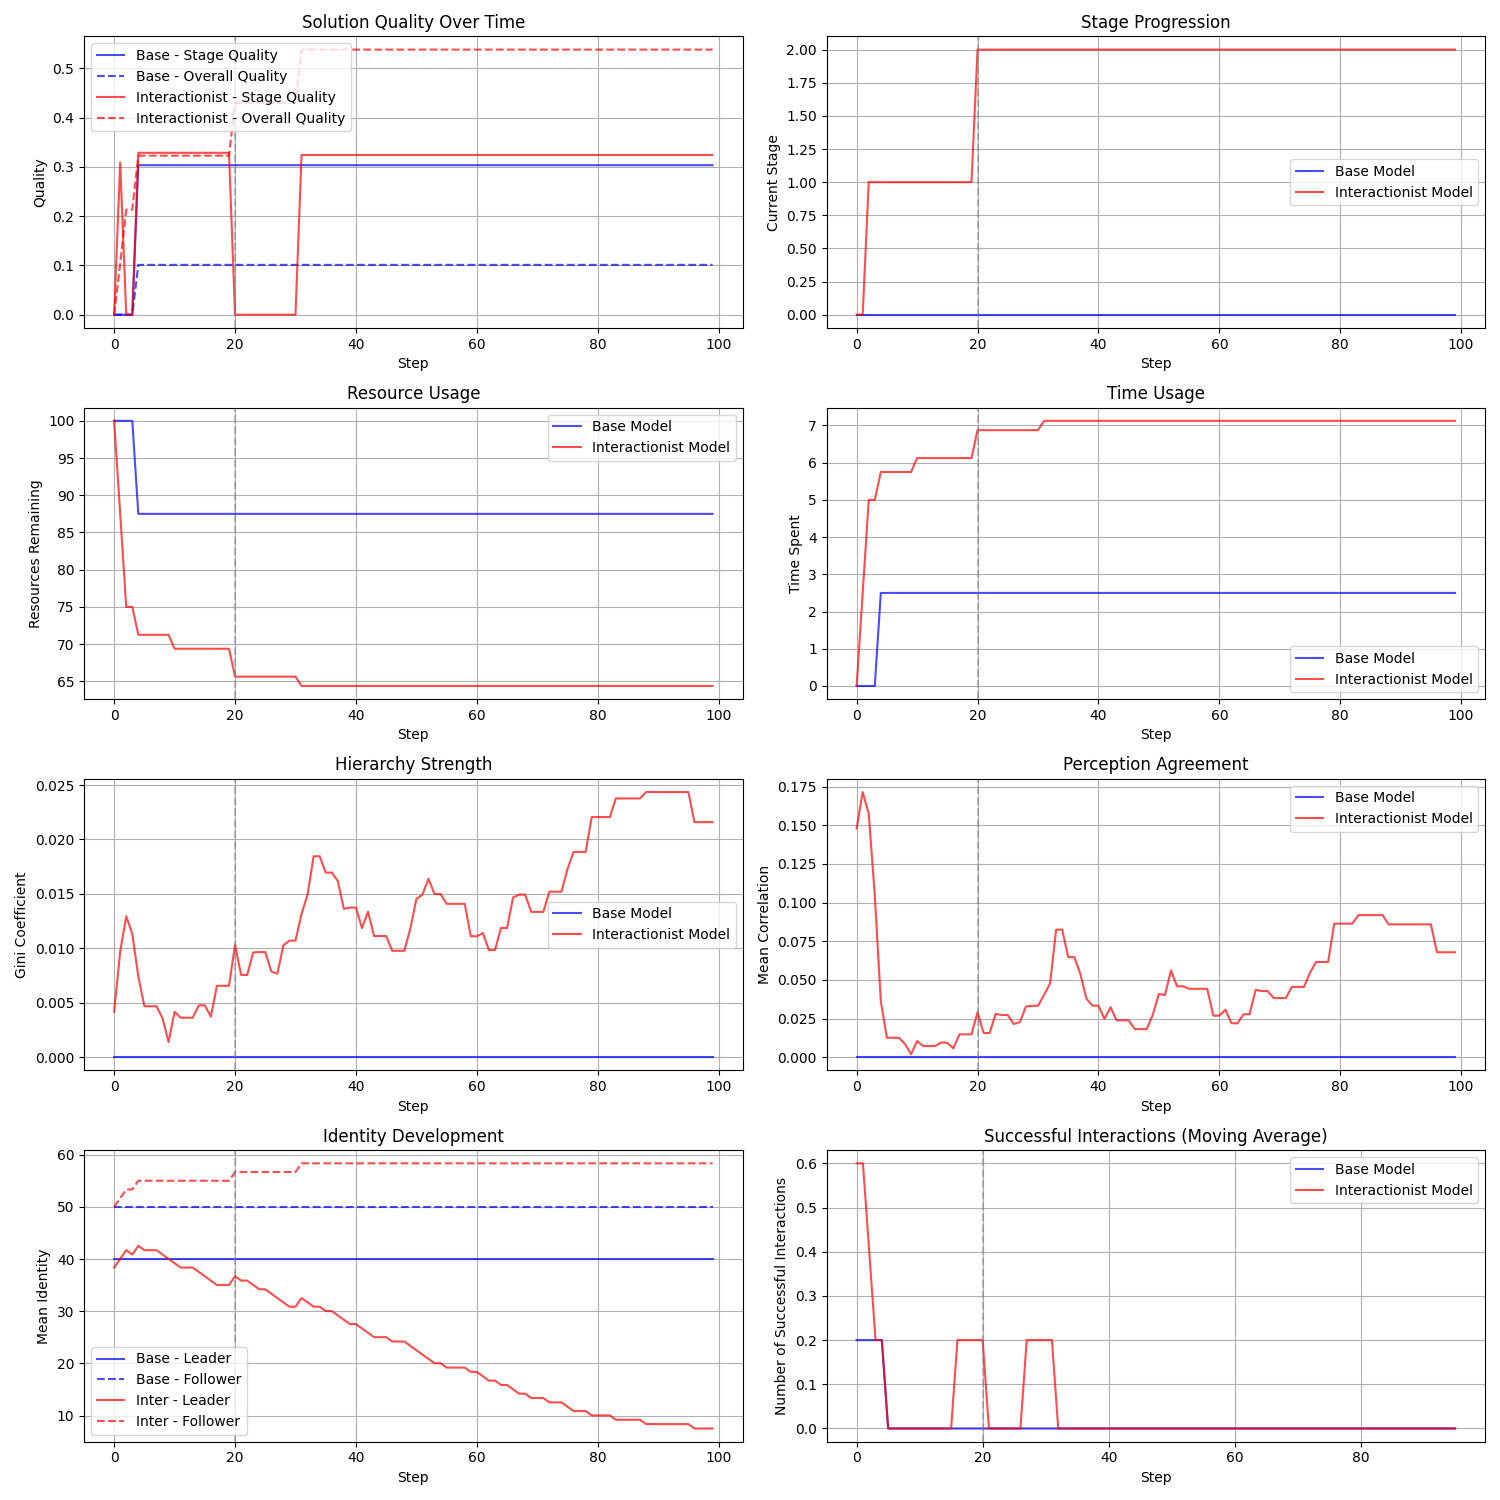 Solution Quality Over Time
Base - Stage Quality
Base - Overall Quality
Interactionist - Stage Quality
Interactionist - Overall Quality
Quality
0.5
0.4
0.3
0.2
0.1
0.0
0 20 40 60 80 100
Step
Stage Progression
Base Model
Interactionist Model
Current Stage
2.00
1.75
1.50
1.25
1.00
0.75
0.50
0.25
0.00
0 20 40 60 80 100
Step
Resource Usage
Base Model
Interactionist Model
Resources Remaining
100
95
90
85
80
75
70
65
0 20 40 60 80 100
Step
Time Usage
Base Model
Interactionist Model
Time Spent
7
6
5
4
3
2
1
0
0 20 40 60 80 100
Step
Hierarchy Strength
Base Model
Interactionist Model
Gini Coefficient
0.025
0.020
0.015
0.010
0.005
0.000
0 20 40 60 80 100
Step
Perception Agreement
Base Model
Interactionist Model
Mean Correlation
0.175
0.150
0.125
0.100
0.075
0.050
0.025
0.000
0 20 40 60 80 100
Step
Identity Development
Base - Leader
Base - Follower
Inter - Leader
Inter - Follower
Mean Identity
60
50
40
30
20
10
0 20 40 60 80 100
Step
Successful Interactions (Moving Average)
Base Model
Interactionist Model
Number of Successful Interactions
0.6
0.5
0.4
0.3
0.2
0.1
0.0
0 20 40 60 80
Step